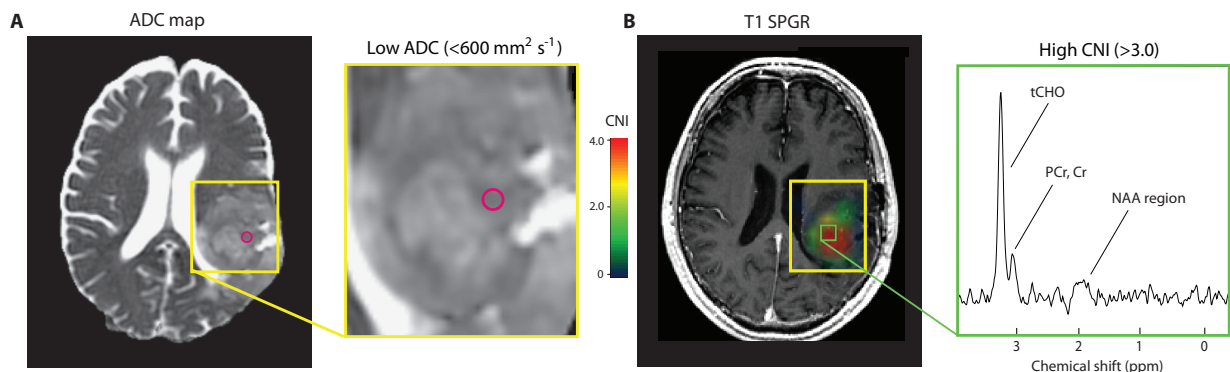 A
ADC map
Low ADC (<600 mm² s⁻¹)
CNI
4.0
2.0
0
B
T1 SPGR
High CNI (>3.0)
tCHO
PCr, Cr
NAA region
3 2 1 0
Chemical shift (ppm)